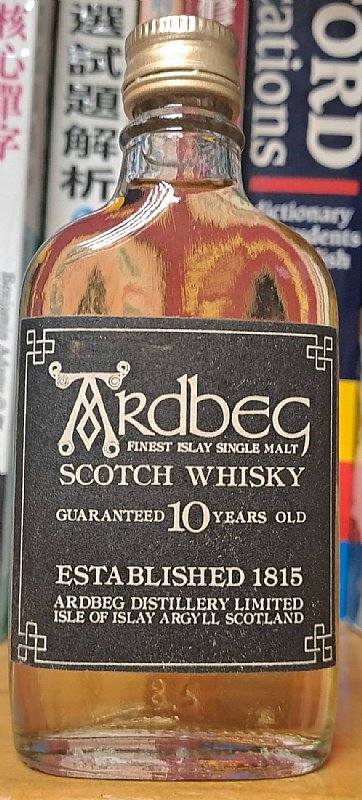 核心單字
選試題解析
ORD
ations
dictionary
Ardbeg
FINEST ISLAY SINGLE MALT
SCOTCH WHISKY
GUARANTEED 10 YEARS OLD
ESTABLISHED 1815
ARDBEG DISTILLERY LIMITED
ISLE OF ISLAY ARGYLL SCOTLAND